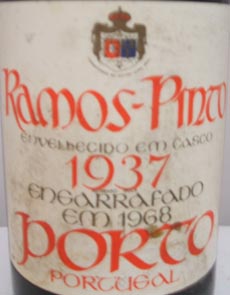 RAMOS-PINTO
ENVELHECIDO EM CASCO
1937
ENGARRAFADO
EM 1968
PORTO
PORTUGAL